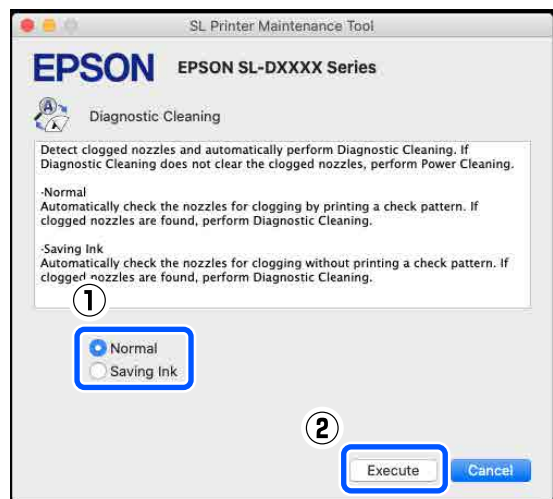 SL Printer Maintenance Tool
EPSON EPSON SL-DXXXX Series
Diagnostic Cleaning
Detect clogged nozzles and automatically perform Diagnostic Cleaning. If
Diagnostic Cleaning does not clear the clogged nozzles, perform Power Cleaning.
-Normal
Automatically check the nozzles for clogging by printing a check pattern. If
clogged nozzles are found, perform Diagnostic Cleaning.
-Saving Ink
Automatically check the nozzles for clogging without printing a check pattern. If
clogged nozzles are found, perform Diagnostic Cleaning.
①
Normal
Saving Ink
②
Execute Cancel